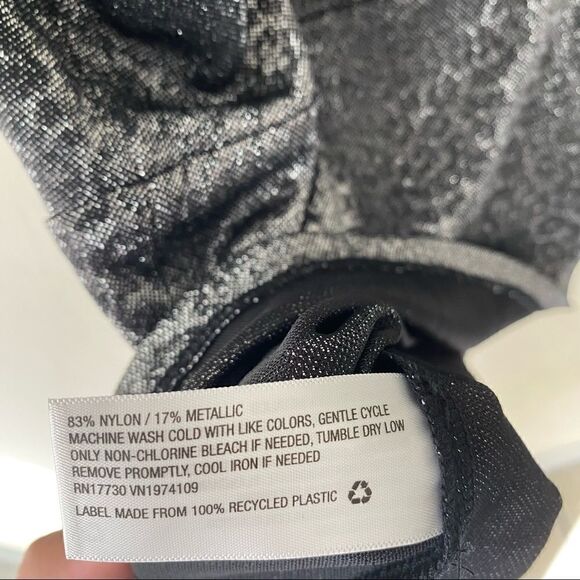 83% NYLON / 17% METALLIC
MACHINE WASH COLD WITH LIKE COLORS, GENTLE CYCLE
ONLY NON-CHLORINE BLEACH IF NEEDED, TUMBLE DRY LOW
REMOVE PROMPTLY, COOL IRON IF NEEDED
RN17730 VN1974109
LABEL MADE FROM 100% RECYCLED PLASTIC